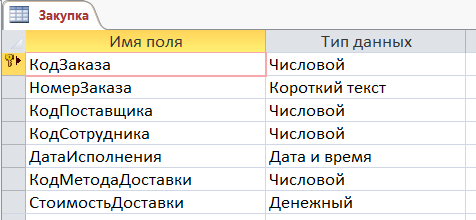 Закупка
Имя поля Тип данных
КодЗаказа Числовой
НомерЗаказа Короткий текст
КодПоставщика Числовой
КодСотрудника Числовой
ДатаИсполнения Дата и время
КодМетодаДоставки Числовой
СтоимостьДоставки Денежный